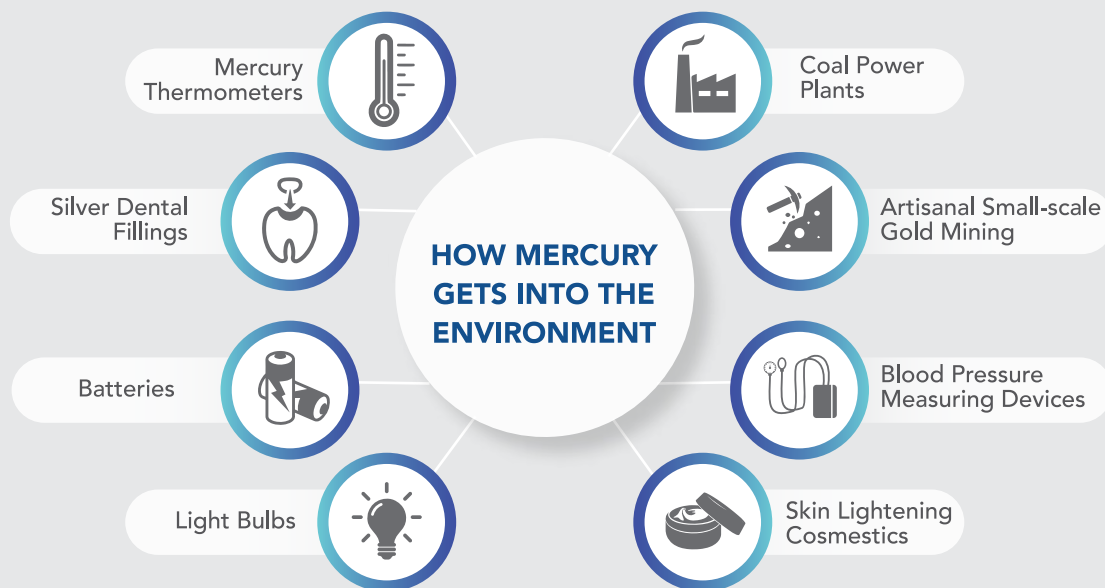 Mercury
Thermometers
Coal Power
Plants
Silver Dental
Fillings
Artisanal Small-scale
Gold Mining
HOW MERCURY
GETS INTO THE
ENVIRONMENT
Batteries
Blood Pressure
Measuring Devices
Light Bulbs
Skin Lightening
Cosmestics